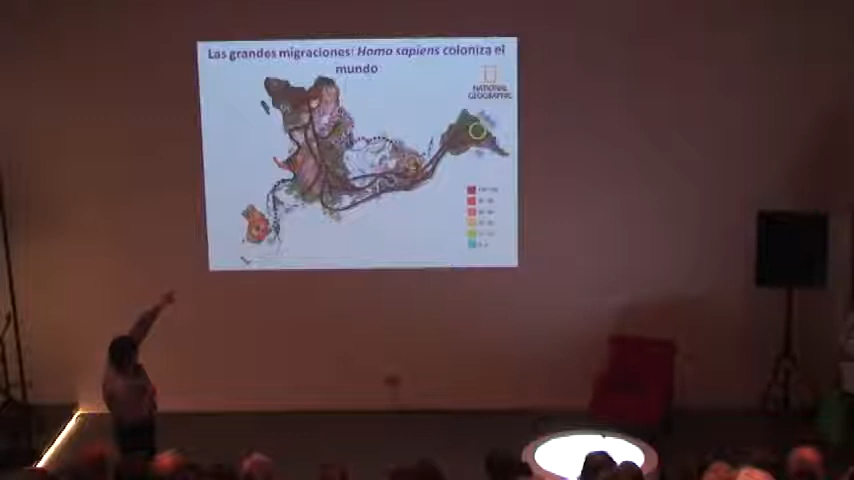 Las grandes migraciones: Homo sapiens coloniza el
mundo
NATIONAL
GEOGRAPHIC